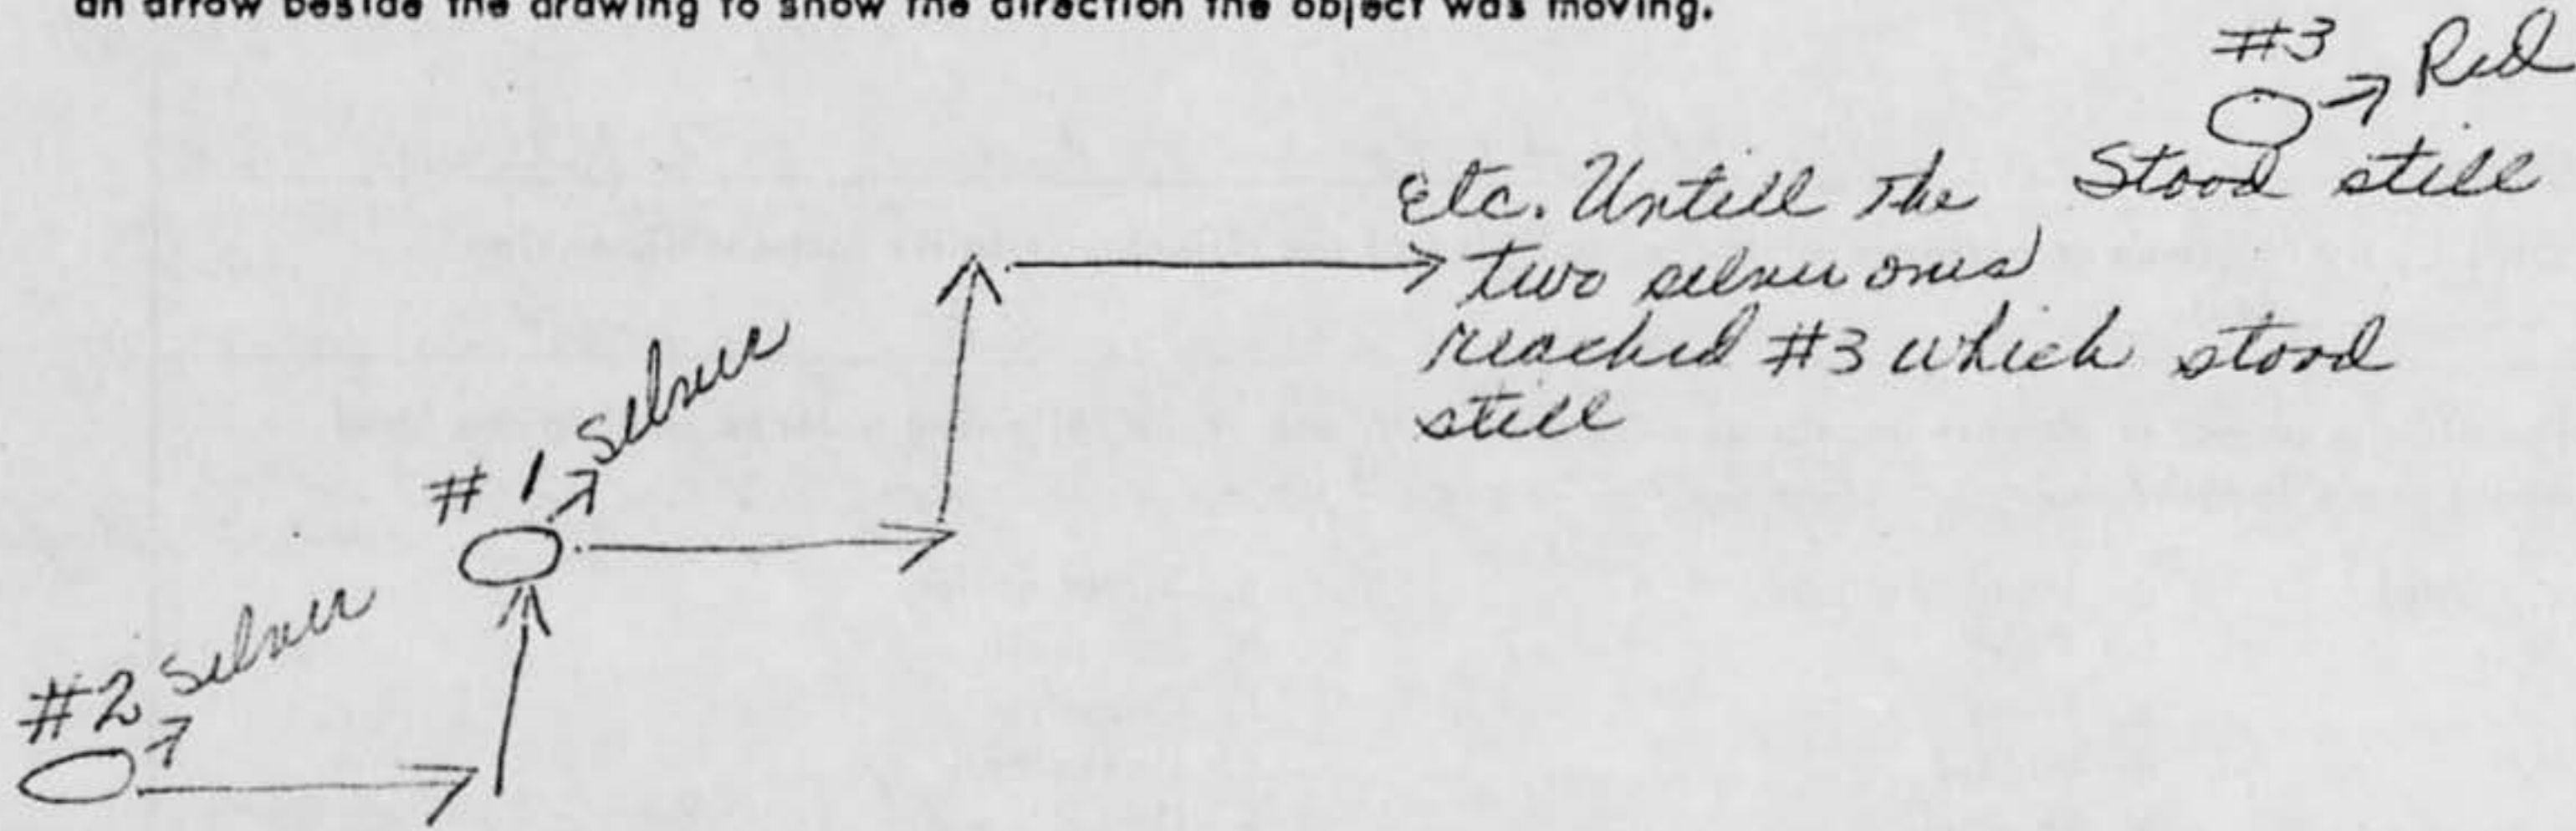 an arrow beside the drawing to show the direction the object was moving.
#3 Red
Stood still
Etc. Untill The
two silver ones
reached #3 which stood
still
#1 silver
#2 silver